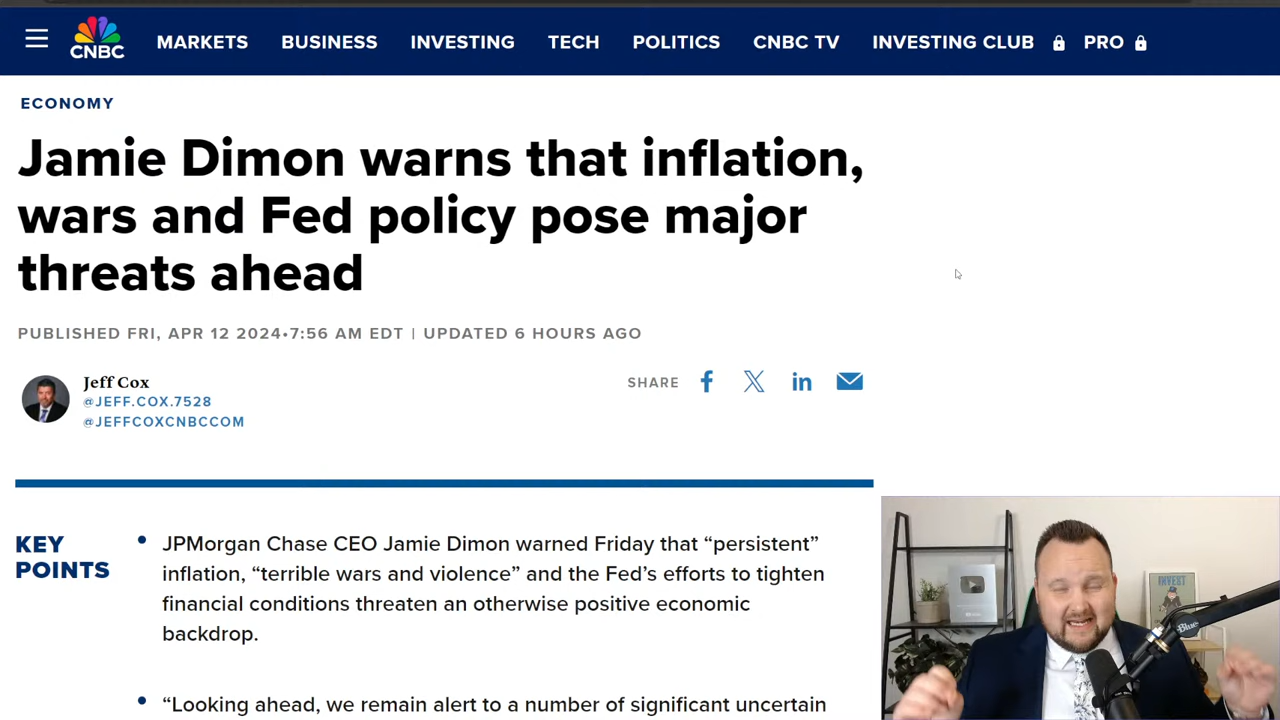 CNBC
MARKETS
BUSINESS
INVESTING
TECH
POLITICS
CNBC TV
INVESTING CLUB
PRO
ECONOMY
Jamie Dimon warns that inflation,
wars and Fed policy pose major
threats ahead
PUBLISHED FRI, APR 12 2024•7:56 AM EDT | UPDATED 6 HOURS AGO
Jeff Cox
@JEFF.COX.7528
@JEFFCOXCNBCCOM
SHARE
KEY
POINTS
• JPMorgan Chase CEO Jamie Dimon warned Friday that “persistent”
inflation, “terrible wars and violence” and the Fed’s efforts to tighten
financial conditions threaten an otherwise positive economic
backdrop.
• “Looking ahead, we remain alert to a number of significant uncertain
INVEST
Blue